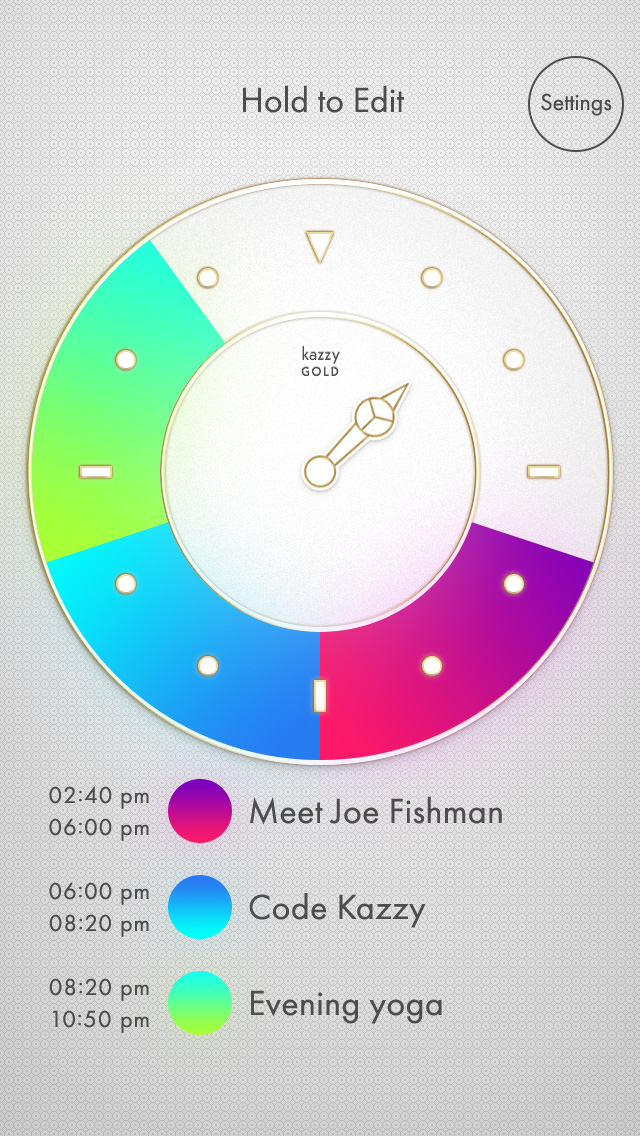 Hold to Edit
Settings
kazzy
GOLD
02:40 pm
06:00 pm
Meet Joe Fishman
06:00 pm
08:20 pm
Code Kazzy
08:20 pm
10:50 pm
Evening yoga